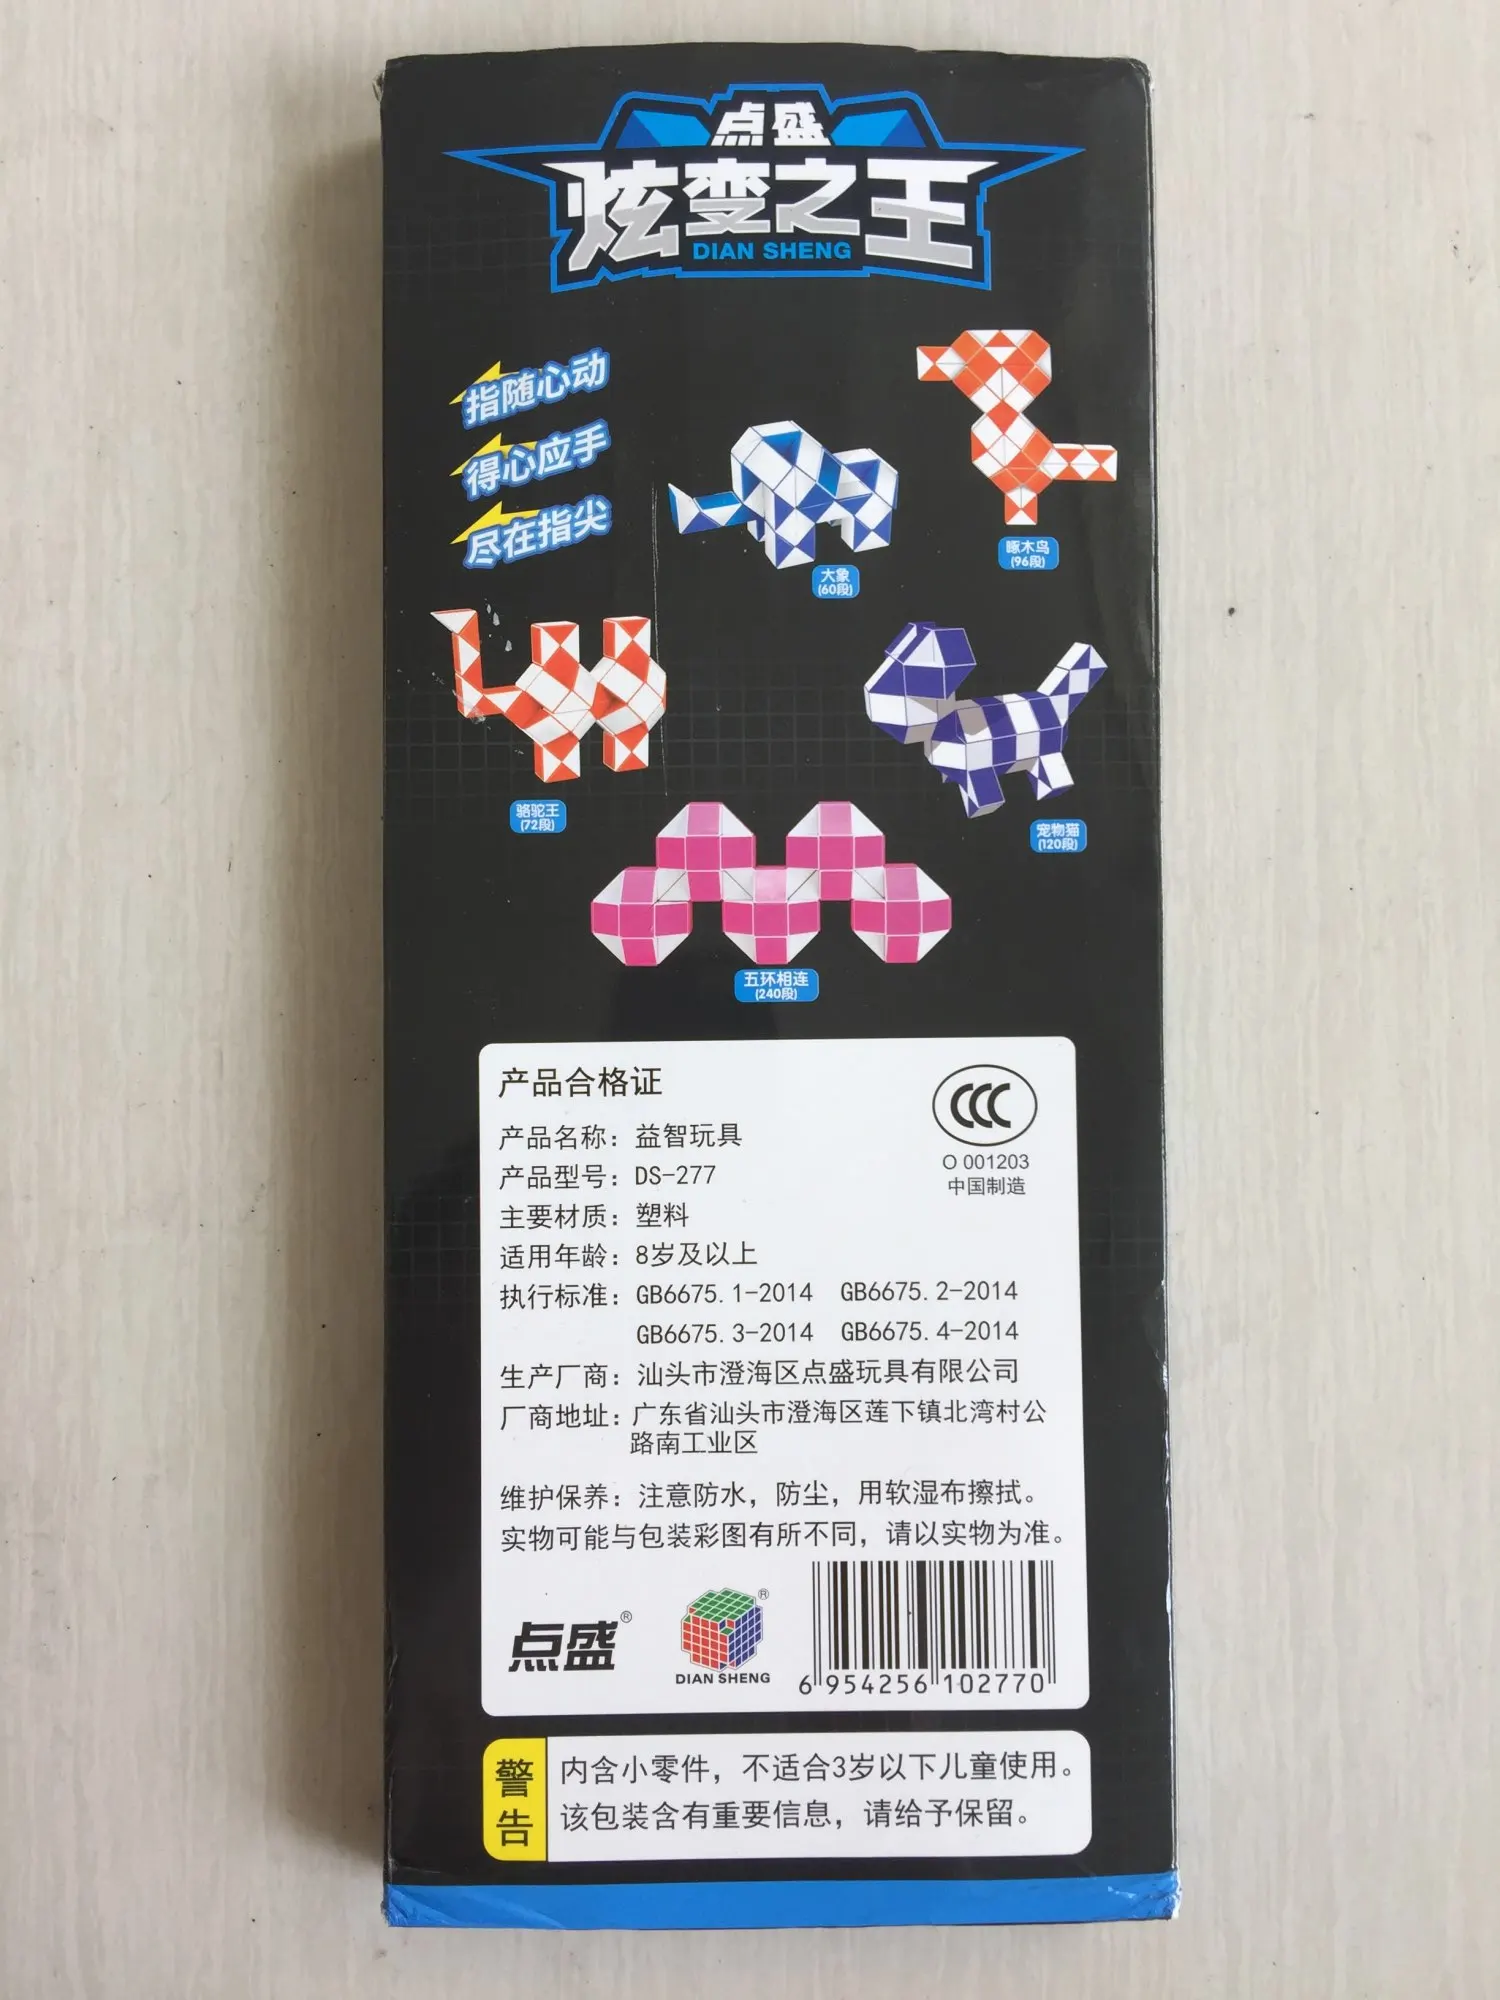 点盛
炫变之王
DIAN SHENG
指随心动
得心应手
尽在指尖
啄木鸟
(96段)
大象
(60段)
骆驼王
(72段)
宠物猫
(120段)
五环相连
(240段)
产品合格证
CCC
O 001203
中国制造
产品名称：益智玩具
产品型号：DS-277
主要材质：塑料
适用年龄：8岁及以上
执行标准：GB6675.1-2014 GB6675.2-2014
GB6675.3-2014 GB6675.4-2014
生产厂商：汕头市澄海区点盛玩具有限公司
厂商地址：广东省汕头市澄海区莲下镇北湾村公
路南工业区
维护保养：注意防水，防尘，用软湿布擦拭。
实物可能与包装彩图有所不同，请以实物为准。
点盛®
®
DIAN SHENG
6 954256 102770
警告
内含小零件，不适合3岁以下儿童使用。
该包装含有重要信息，请给予保留。